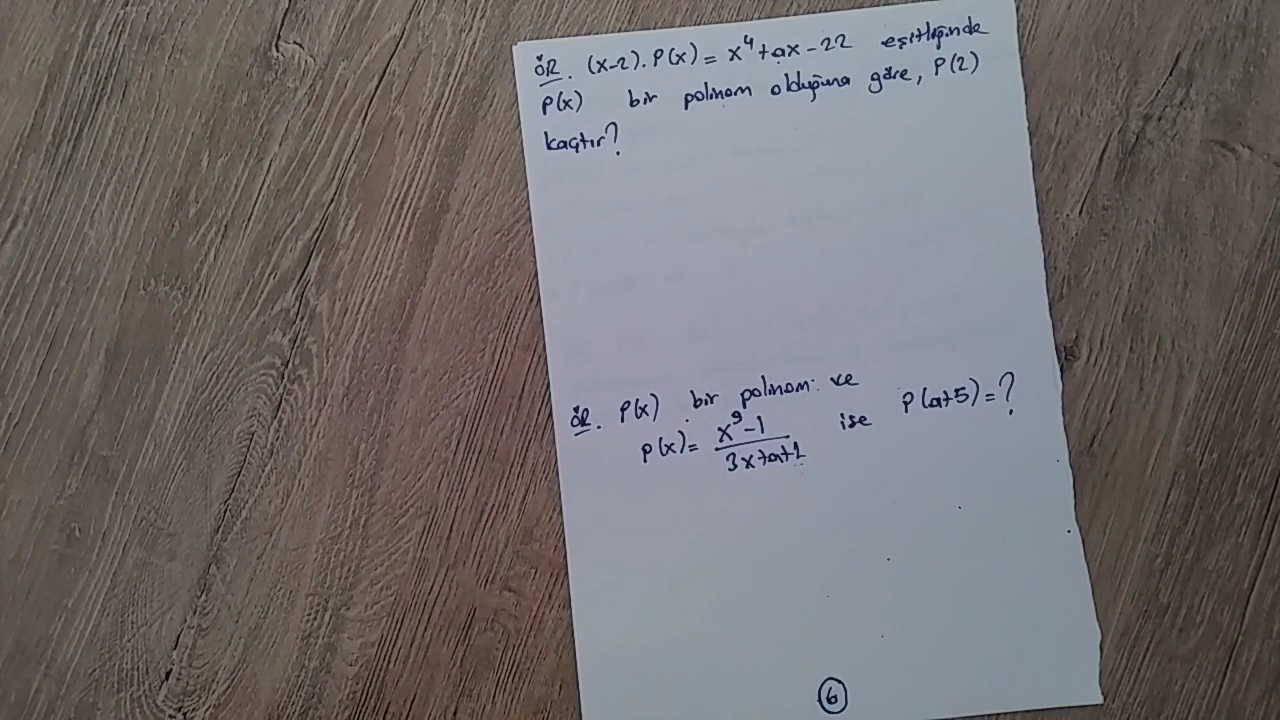 ÖR. (x-2).P(x) = x⁴+ax-22 eşitliğinde
P(x) bir polinom olduğuna göre, P(2)
kaçtır?
ÖR. P(x) bir polinom ve
P(x)= x⁹-1 / 3x+a+1 ise P(a+5)=?
6